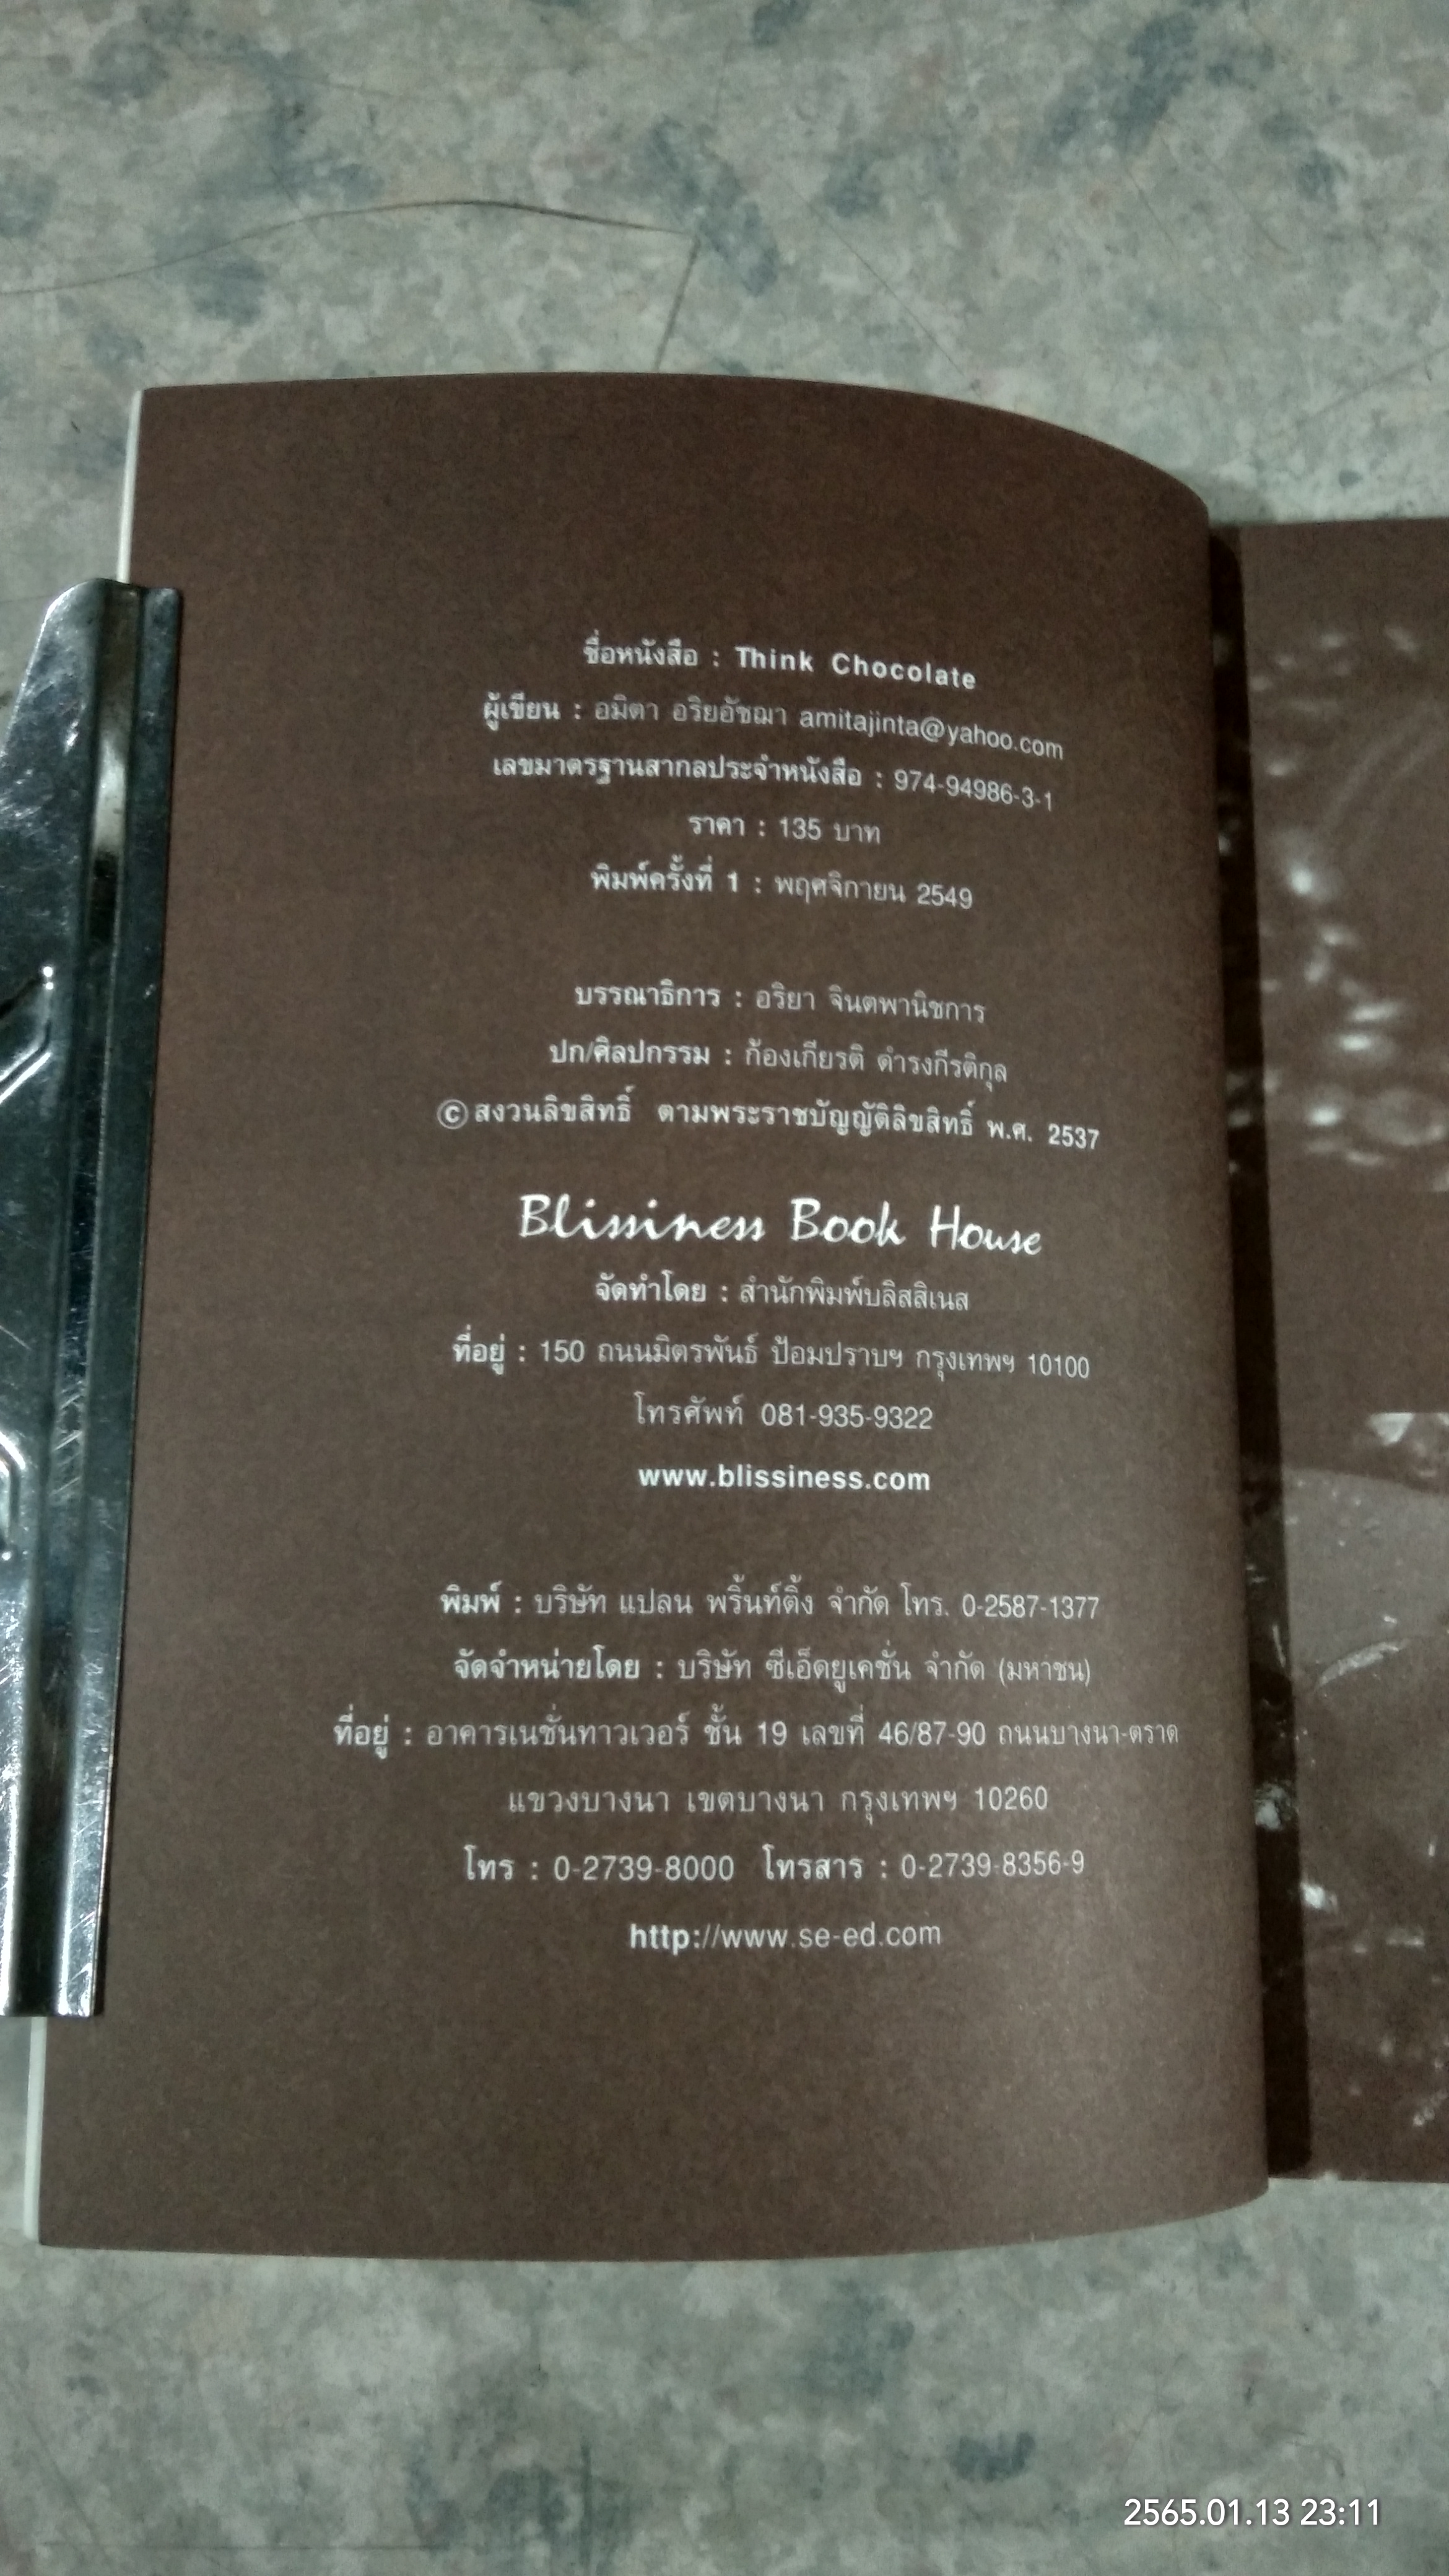 ชื่อหนังสือ : Think Chocolate
ผู้เขียน : อมิตา อริยอัชฌา amitajinta@yahoo.com
เลขมาตรฐานสากลประจำหนังสือ : 974-94986-3-1
ราคา : 135 บาท
พิมพ์ครั้งที่ 1 : พฤศจิกายน 2549
บรรณาธิการ : อริยา จินตพานิชการ
ปก/ศิลปกรรม : ก้องเกียรติ ดำรงกีรติกุล
©สงวนลิขสิทธิ์ ตามพระราชบัญญัติลิขสิทธิ์ พ.ศ. 2537
Blissiness Book House
จัดทำโดย : สำนักพิมพ์บลิสสิเนส
ที่อยู่ : 150 ถนนมิตรพันธ์ ป้อมปราบฯ กรุงเทพฯ 10100
โทรศัพท์ 081-935-9322
www.blissiness.com
พิมพ์ : บริษัท แปลน พริ้นท์ติ้ง จำกัด โทร. 0-2587-1377
จัดจำหน่ายโดย : บริษัท ซีเอ็ดยูเคชั่น จำกัด (มหาชน)
ที่อยู่ : อาคารเนชั่นทาวเวอร์ ชั้น 19 เลขที่ 46/87-90 ถนนบางนา-ตราด
แขวงบางนา เขตบางนา กรุงเทพฯ 10260
โทร : 0-2739-8000 โทรสาร : 0-2739-8356-9
http://www.se-ed.com
2565.01.13 23:11